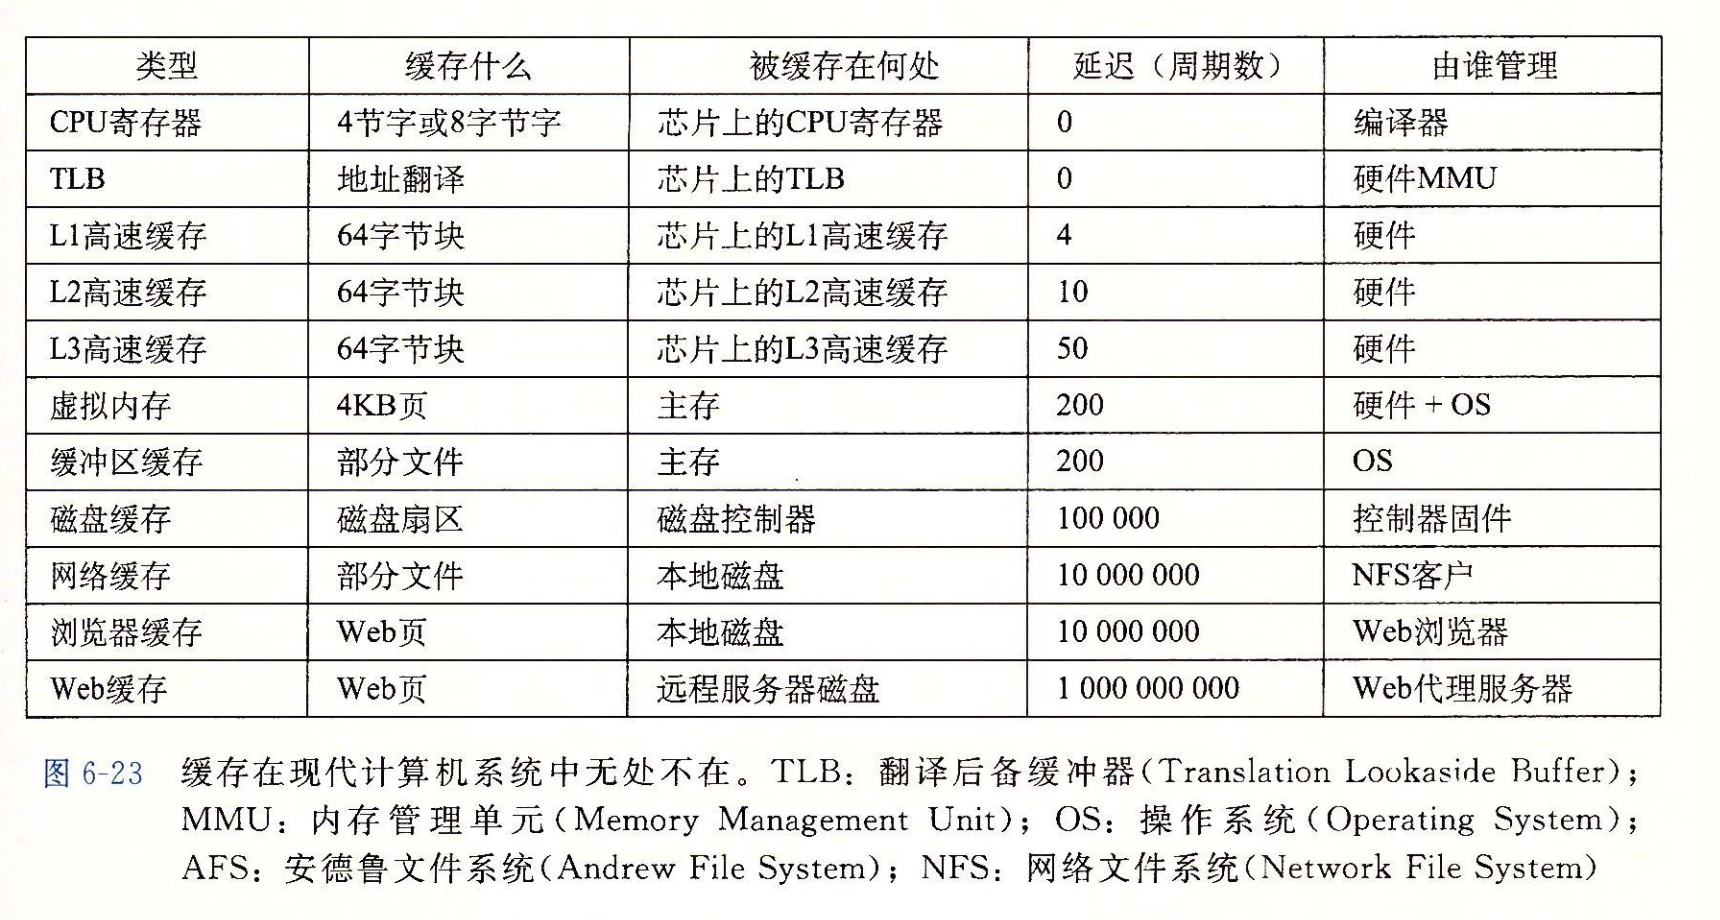 类型 缓存什么 被缓存在何处 延迟（周期数） 由谁管理
CPU寄存器 4节字或8字节字 芯片上的CPU寄存器 0 编译器
TLB 地址翻译 芯片上的TLB 0 硬件MMU
L1高速缓存 64字节块 芯片上的L1高速缓存 4 硬件
L2高速缓存 64字节块 芯片上的L2高速缓存 10 硬件
L3高速缓存 64字节块 芯片上的L3高速缓存 50 硬件
虚拟内存 4KB页 主存 200 硬件 + OS
缓冲区缓存 部分文件 主存 200 OS
磁盘缓存 磁盘扇区 磁盘控制器 100 000 控制器固件
网络缓存 部分文件 本地磁盘 10 000 000 NFS客户
浏览器缓存 Web页 本地磁盘 10 000 000 Web浏览器
Web缓存 Web页 远程服务器磁盘 1 000 000 000 Web代理服务器
图 6-23 缓存在现代计算机系统中无处不在。TLB：翻译后备缓冲器(Translation Lookaside Buffer)；
MMU：内存管理单元(Memory Management Unit)；OS：操作系统(Operating System)；
AFS：安德鲁文件系统(Andrew File System)；NFS：网络文件系统(Network File System)